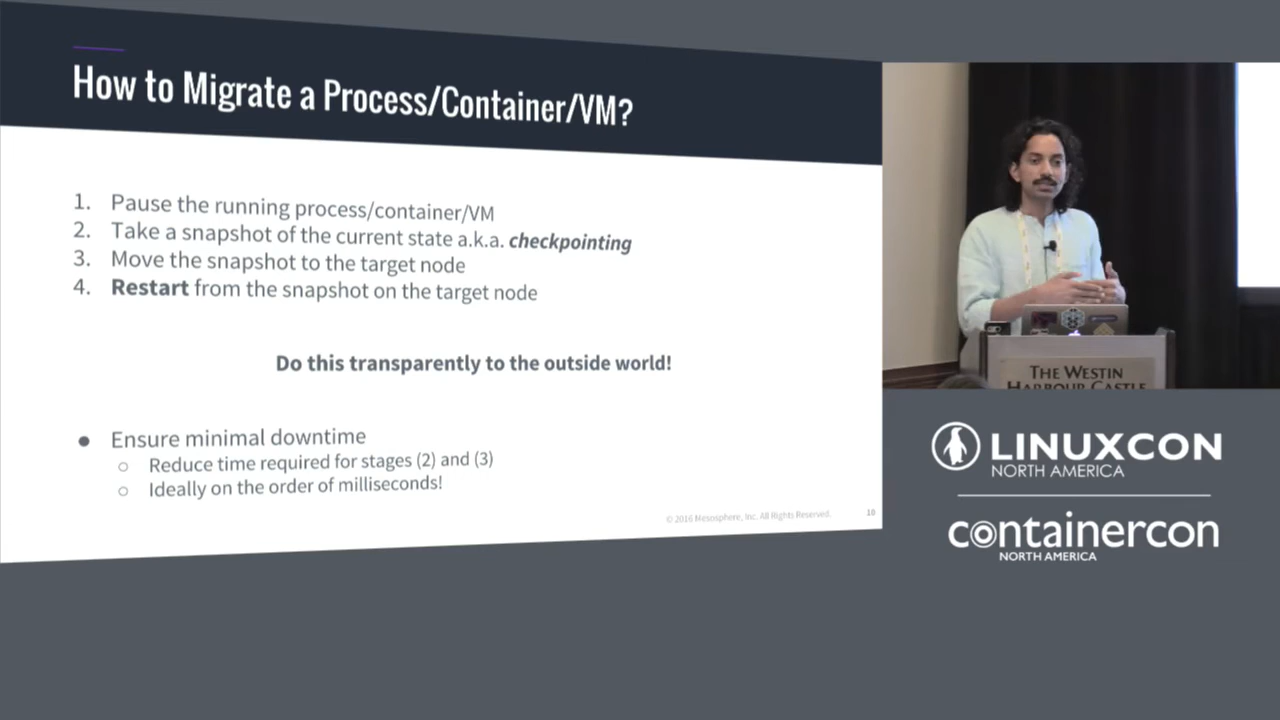 How to Migrate a Process/Container/VM?
1. Pause the running process/container/VM
2. Take a snapshot of the current state a.k.a. checkpointing
3. Move the snapshot to the target node
4. Restart from the snapshot on the target node
Do this transparently to the outside world!
● Ensure minimal downtime
○ Reduce time required for stages (2) and (3)
○ Ideally on the order of milliseconds!
© 2016 Mesosphere, Inc. All Rights Reserved.
10
THE WESTIN
HARBOUR CASTLE
LINUXCON
NORTH AMERICA
containercon
NORTH AMERICA